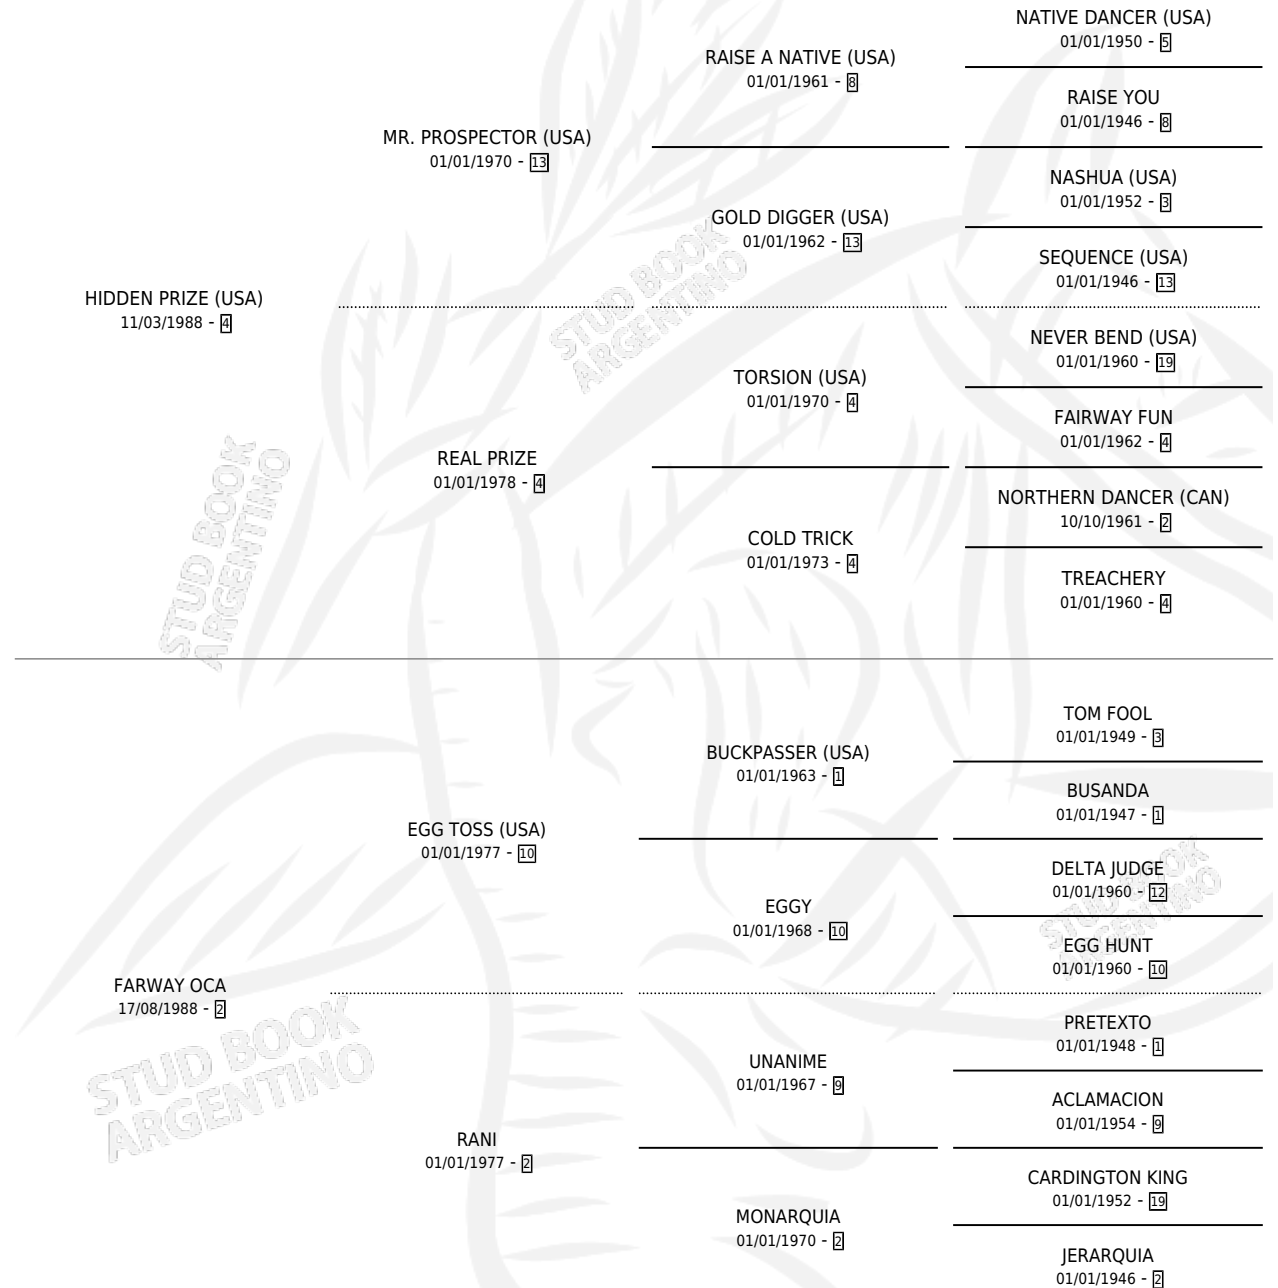 NATIVE DANCER (USA)
01/01/1950 - 5
RAISE A NATIVE (USA)
01/01/1961 - 8
RAISE YOU
01/01/1946 - 8
MR. PROSPECTOR (USA)
01/01/1970 - 13
NASHUA (USA)
01/01/1952 - 3
GOLD DIGGER (USA)
01/01/1962 - 13
SEQUENCE (USA)
01/01/1946 - 13
HIDDEN PRIZE (USA)
11/03/1988 - 4
STUD BOOK
ARGENTINO
NEVER BEND (USA)
01/01/1960 - 19
TORSION (USA)
01/01/1970 - 4
FAIRWAY FUN
01/01/1962 - 4
REAL PRIZE
01/01/1978 - 4
NORTHERN DANCER (CAN)
10/10/1961 - 2
COLD TRICK
01/01/1973 - 4
TREACHERY
01/01/1960 - 4
STUD BOOK
ARGENTINO
TOM FOOL
01/01/1949 - 3
BUCKPASSER (USA)
01/01/1963 - 1
BUSANDA
01/01/1947 - 1
EGG TOSS (USA)
01/01/1977 - 10
DELTA JUDGE
01/01/1960 - 12
EGGY
01/01/1968 - 10
EGG HUNT
01/01/1960 - 10
STUD BOOK
ARGENTINO
FARWAY OCA
17/08/1988 - 2
STUD BOOK
ARGENTINO
PRETEXTO
01/01/1948 - 1
UNANIME
01/01/1967 - 9
ACLAMACION
01/01/1954 - 9
RANI
01/01/1977 - 2
CARDINGTON KING
01/01/1952 - 19
MONARQUIA
01/01/1970 - 2
JERARQUIA
01/01/1946 - 2